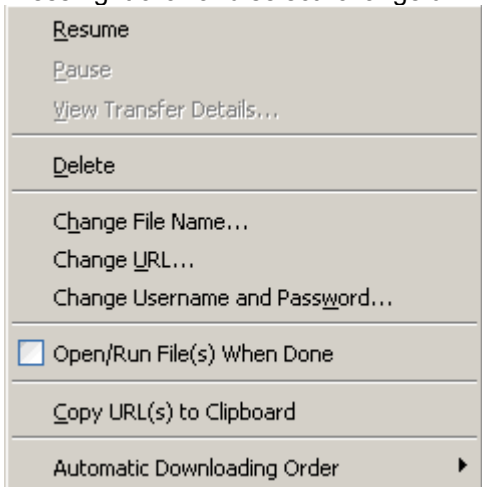 Resume
Pause
View Transfer Details...
Delete
Change File Name...
Change URL...
Change Username and Password...
Open/Run File(s) When Done
Copy URL(s) to Clipboard
Automatic Downloading Order